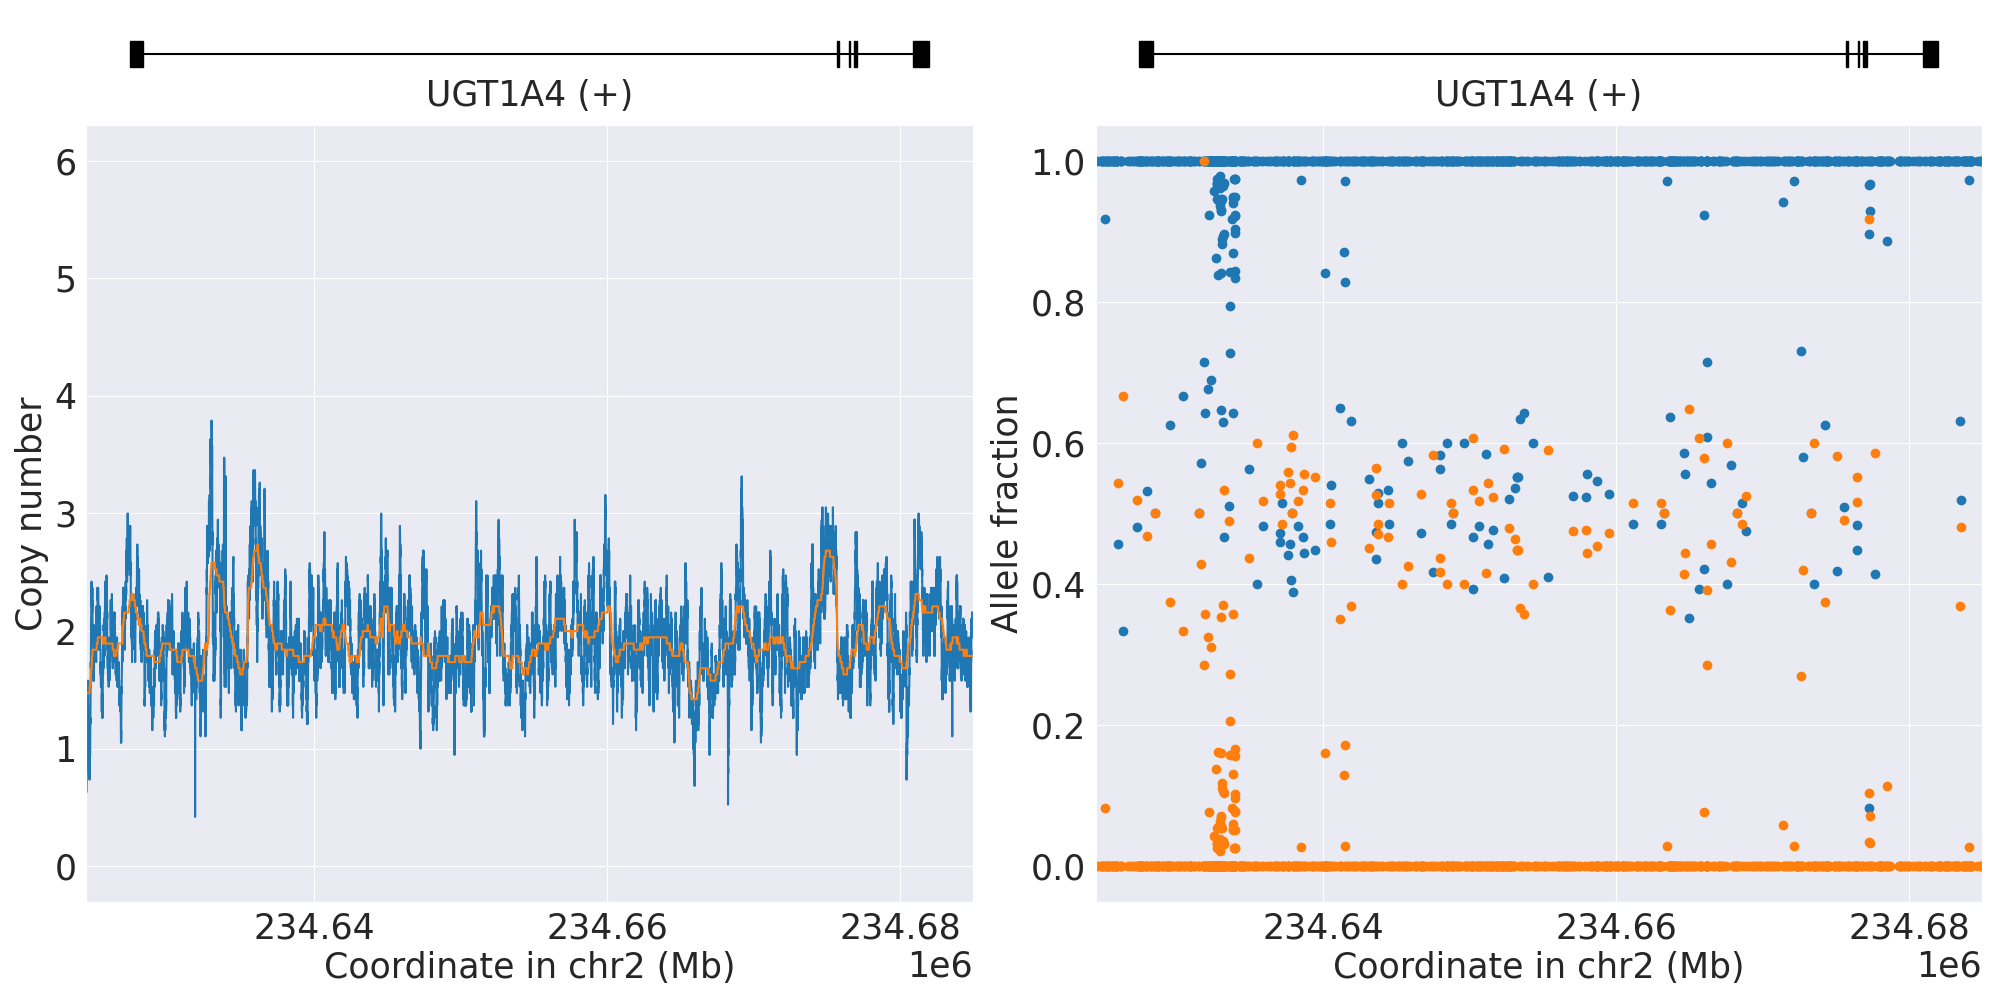 UGT1A4 (+)
6
5
4
3
2
1
0
Copy number
234.64 234.66 234.68
Coordinate in chr2 (Mb)
1e6
UGT1A4 (+)
1.0
0.8
0.6
0.4
0.2
0.0
Allele fraction
234.64 234.66 234.68
Coordinate in chr2 (Mb)
1e6